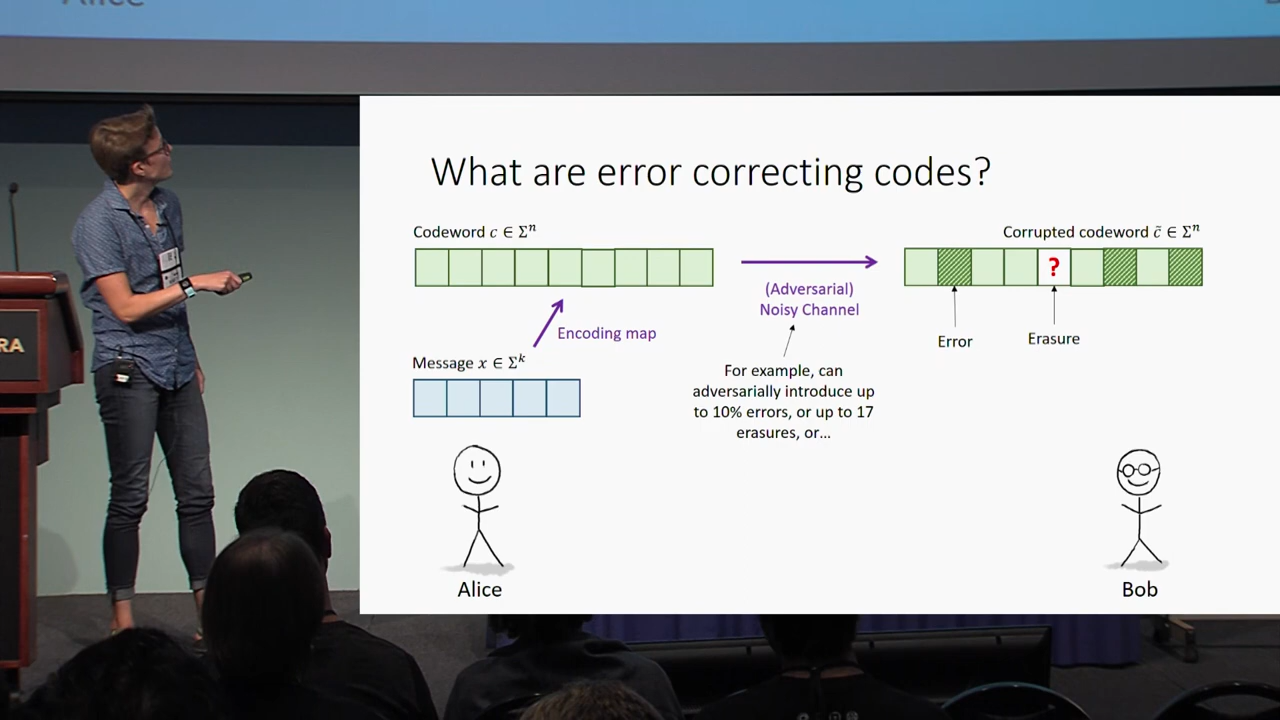 Alice
RA
What are error correcting codes?
Codeword c ∈ Σⁿ
Corrupted codeword c̃ ∈ Σⁿ
?
(Adversarial)
Noisy Channel
Encoding map
Error
Erasure
Message x ∈ Σᵏ
For example, can
adversarially introduce up
to 10% errors, or up to 17
erasures, or…
Alice
Bob